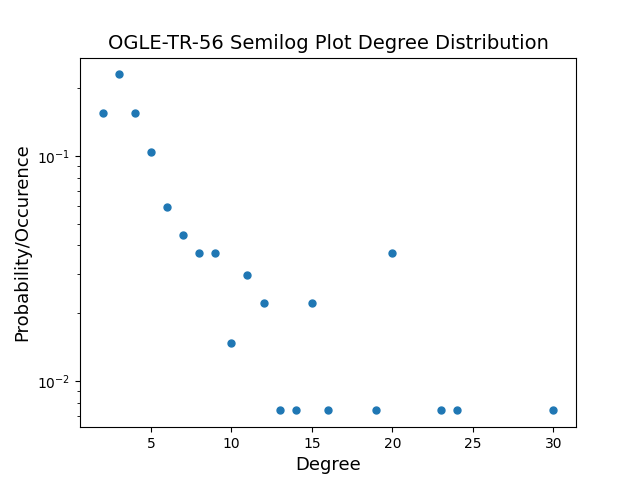 OGLE-TR-56 Semilog Plot Degree Distribution
Probability/Occurence
10⁻¹
10⁻²
5 10 15 20 25 30
Degree